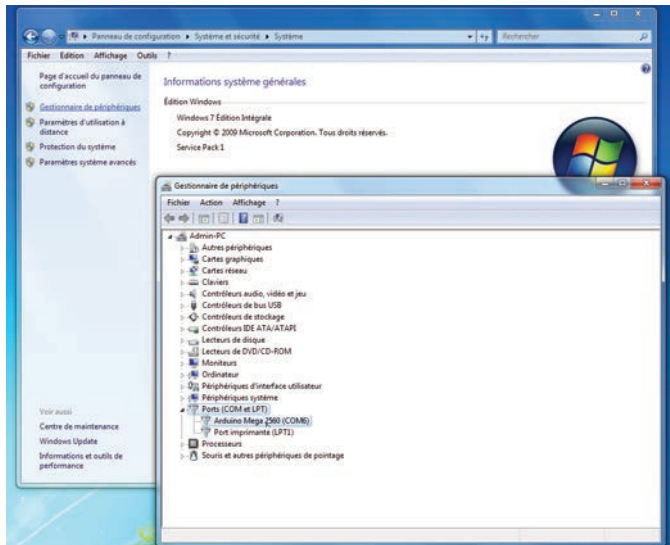 Panneau de configuration ▸ Système et sécurité ▸ Système
Rechercher
Fichier Edition Affichage Outils ?
Page d'accueil du panneau de
configuration
Gestionnaire de périphériques
Paramètres d'utilisation à
distance
Protection du système
Paramètres système avancés
Informations système générales
Édition Windows
Windows 7 Édition Intégrale
Copyright © 2009 Microsoft Corporation. Tous droits réservés.
Service Pack 1
Gestionnaire de périphériques
Fichier Action Affichage ?
Admin-PC
Autres périphériques
Cartes graphiques
Cartes réseau
Claviers
Contrôleurs audio, vidéo et jeu
Contrôleurs de bus USB
Contrôleurs de stockage
Contrôleurs IDE ATA/ATAPI
Lecteurs de disque
Lecteurs de DVD/CD-ROM
Moniteurs
Ordinateur
Périphériques d'interface utilisateur
Périphériques système
Ports (COM et LPT)
Arduino Mega 2560 (COM6)
Port imprimante (LPT1)
Processeurs
Souris et autres périphériques de pointage
Voir aussi
Centre de maintenance
Windows Update
Informations et outils de
performance